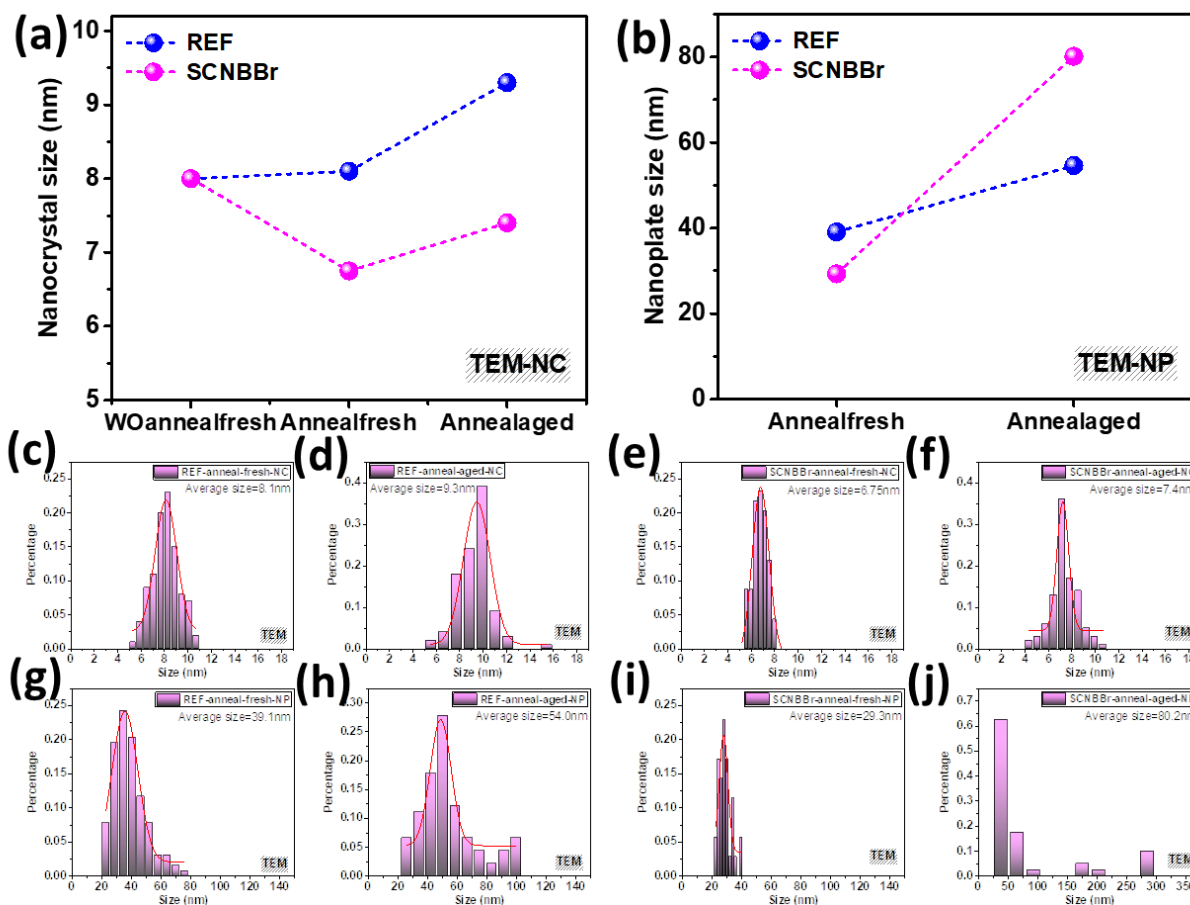 (a)
REF
SCNBBr
Nanocrystal size (nm)
10
9
8
7
6
5
TEM-NC
WOannealfresh Annealfresh Annealaged
(b)
REF
SCNBBr
Nanoplate size (nm)
80
60
40
20
0
TEM-NP
Annealfresh Annealaged
(c)
REF-anneal-fresh-NC
Average size=8.1nm
Percentage
0.25
0.20
0.15
0.10
0.05
0.00
TEM
0 2 4 6 8 10 12 14 16 18
Size (nm)
(d)
REF-anneal-aged-NC
Average size=9.3nm
Percentage
0.4
0.3
0.2
0.1
0.0
TEM
0 2 4 6 8 10 12 14 16 18
Size (nm)
(e)
SCNBBr-anneal-fresh-NC
Average size=6.75nm
Percentage
0.25
0.20
0.15
0.10
0.05
0.00
TEM
0 2 4 6 8 10 12 14 16 18
Size (nm)
(f)
SCNBBr-anneal-aged-NC
Average size=7.4nm
Percentage
0.4
0.3
0.2
0.1
0.0
TEM
0 2 4 6 8 10 12 14 16 18
Size (nm)
(g)
REF-anneal-fresh-NP
Average size=39.1nm
Percentage
0.25
0.20
0.15
0.10
0.05
0.00
TEM
0 20 40 60 80 100 120 140
Size (nm)
(h)
REF-anneal-aged-NP
Average size=54.0nm
Percentage
0.30
0.25
0.20
0.15
0.10
0.05
0.00
TEM
0 20 40 60 80 100 120 140
Size (nm)
(i)
SCNBBr-anneal-fresh-NP
Average size=29.3nm
Percentage
0.25
0.20
0.15
0.10
0.05
0.00
TEM
0 20 40 60 80 100 120 140
Size (nm)
(j)
SCNBBr-anneal-aged-NP
Average size=80.2nm
Percentage
0.7
0.6
0.5
0.4
0.3
0.2
0.1
0.0
TEM
0 50 100 150 200 250 300 350
Size (nm)